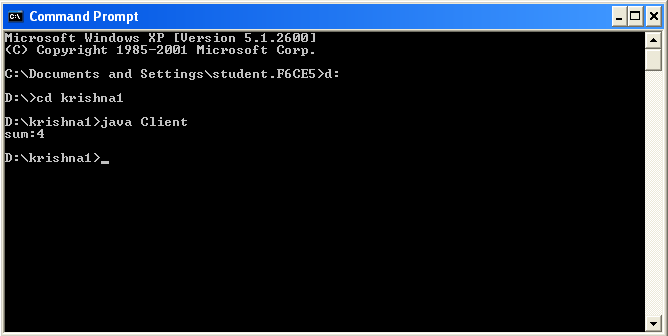 Command Prompt
Microsoft Windows XP [Version 5.1.2600]
(C) Copyright 1985-2001 Microsoft Corp.
C:\Documents and Settings\student.F6CE5>d:
D:\>cd krishna1
D:\krishna1>java Client
sum:4
D:\krishna1>_